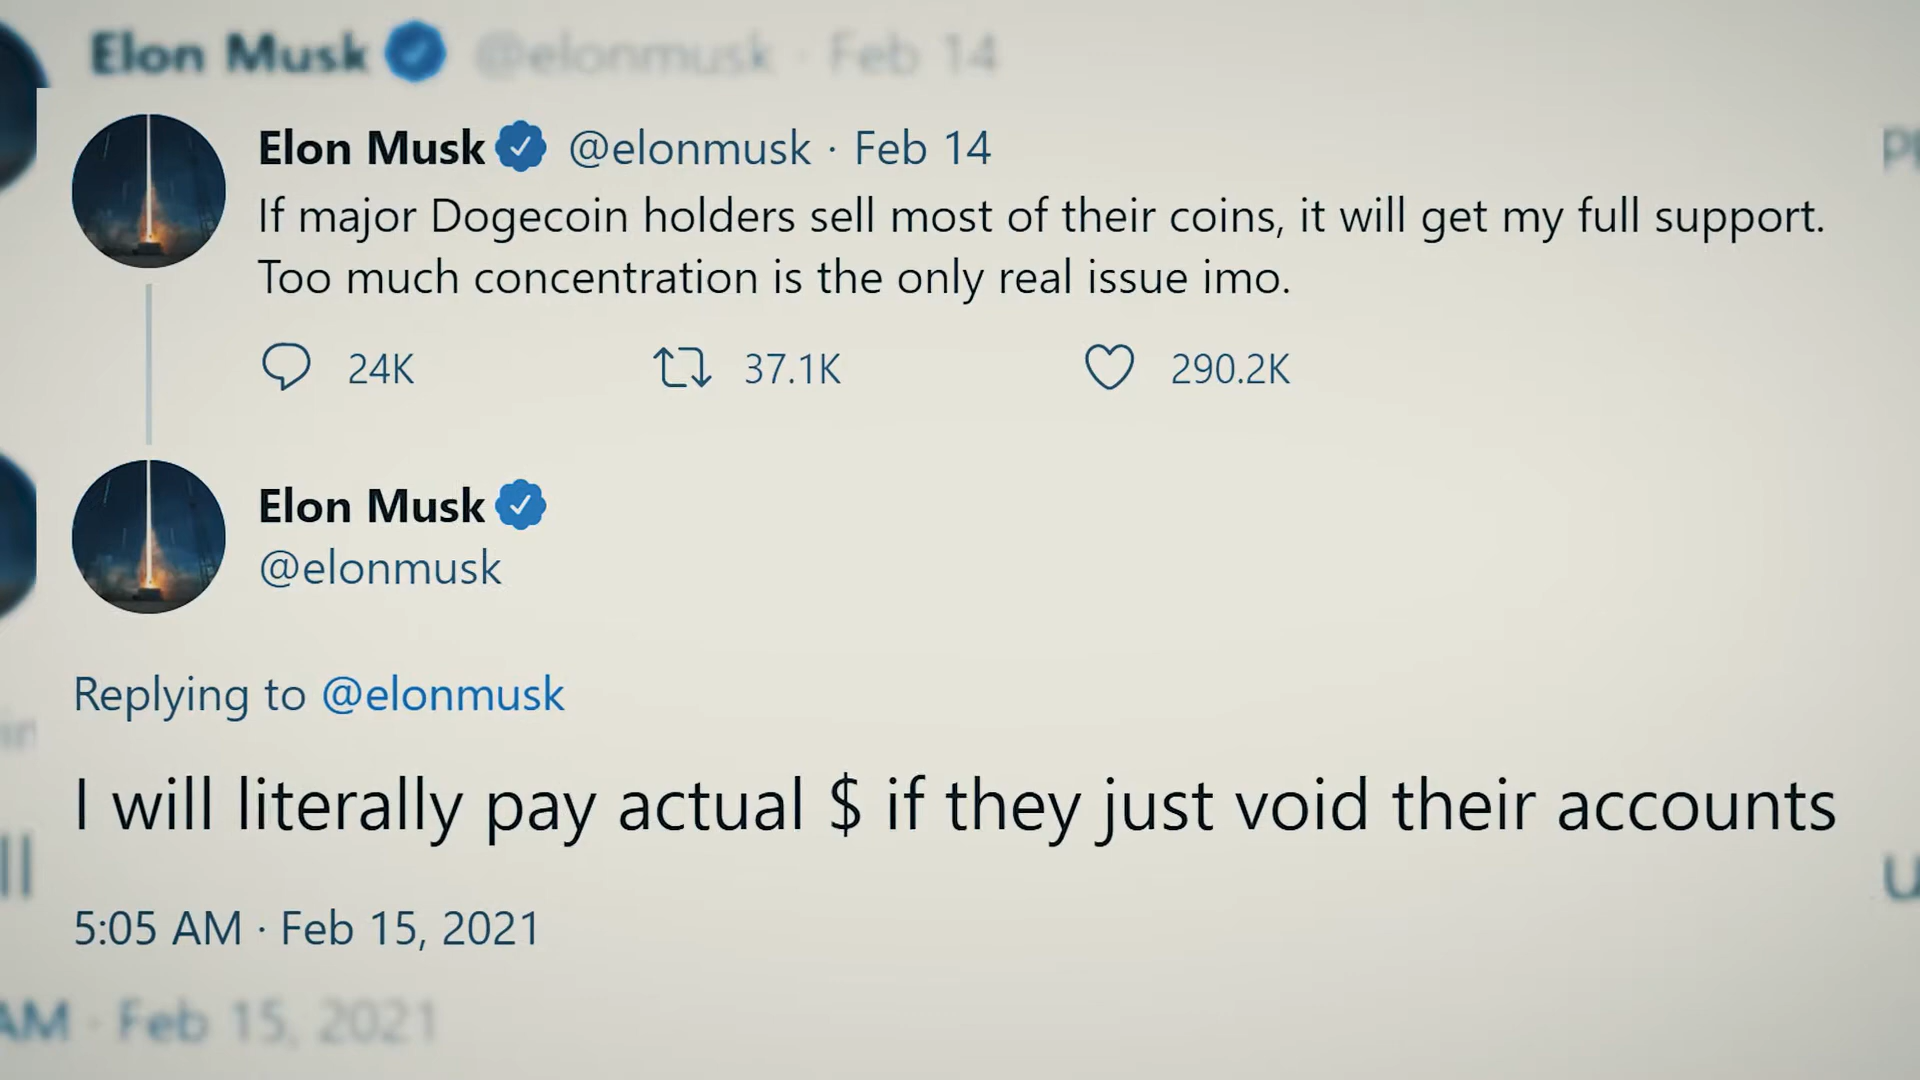 Elon Musk @elonmusk · Feb 14
Elon Musk @elonmusk · Feb 14
If major Dogecoin holders sell most of their coins, it will get my full support.
Too much concentration is the only real issue imo.
24K 37.1K 290.2K
Elon Musk
@elonmusk
Replying to @elonmusk
I will literally pay actual $ if they just void their accounts
5:05 AM · Feb 15, 2021
AM · Feb 15, 2021